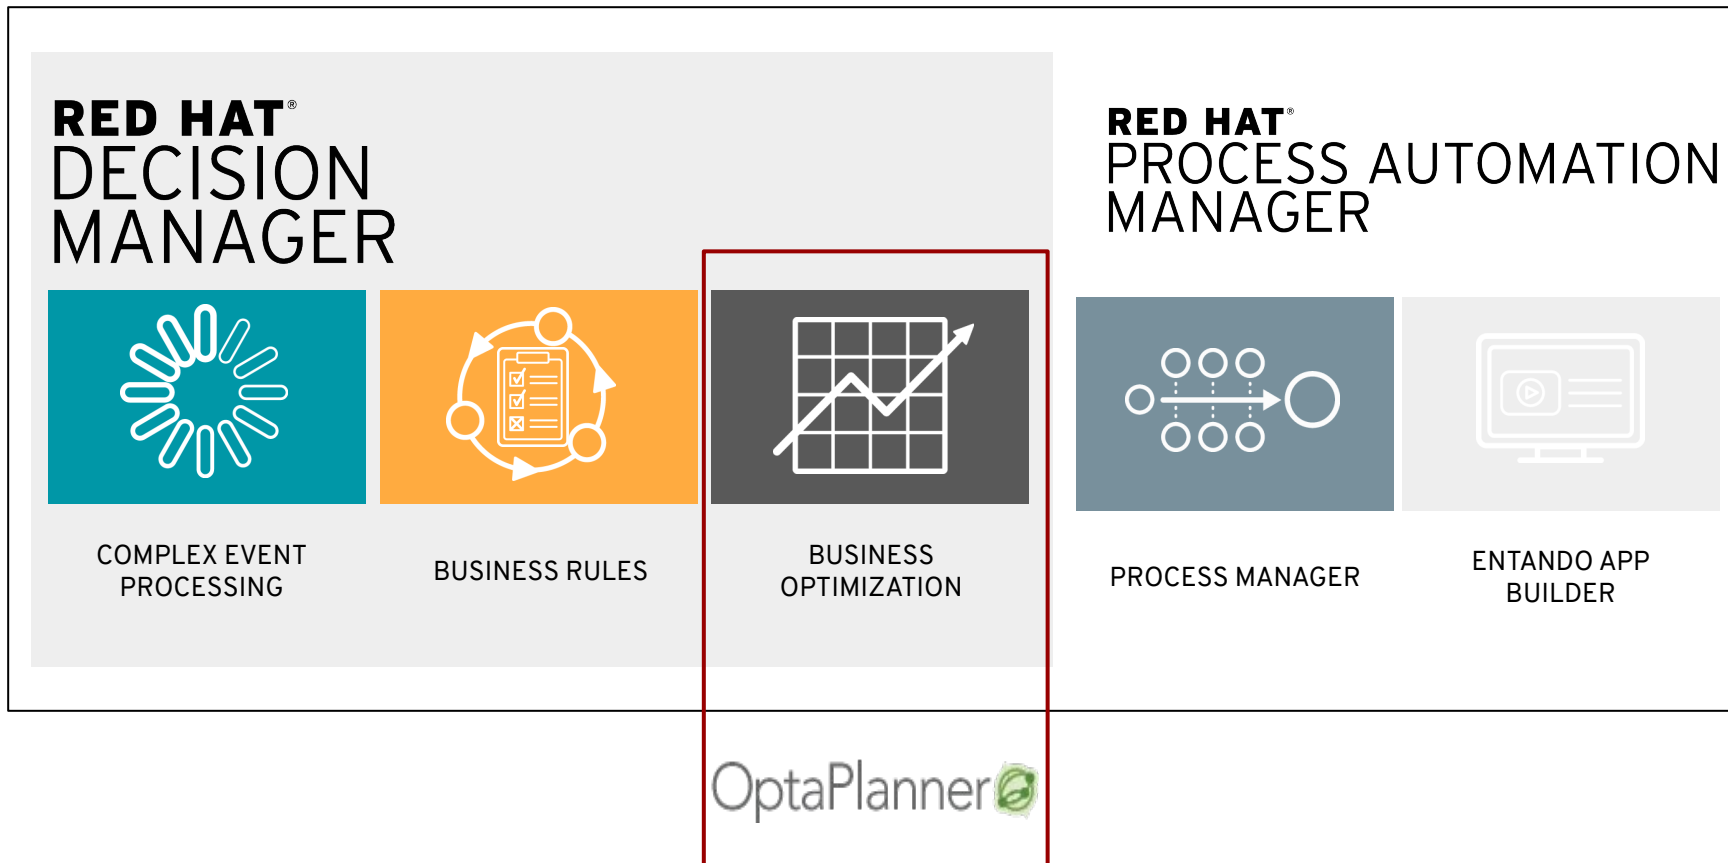 RED HAT®
DECISION
MANAGER
RED HAT®
PROCESS AUTOMATION
MANAGER
COMPLEX EVENT
PROCESSING
BUSINESS RULES
BUSINESS
OPTIMIZATION
PROCESS MANAGER
ENTANDO APP
BUILDER
OptaPlanner